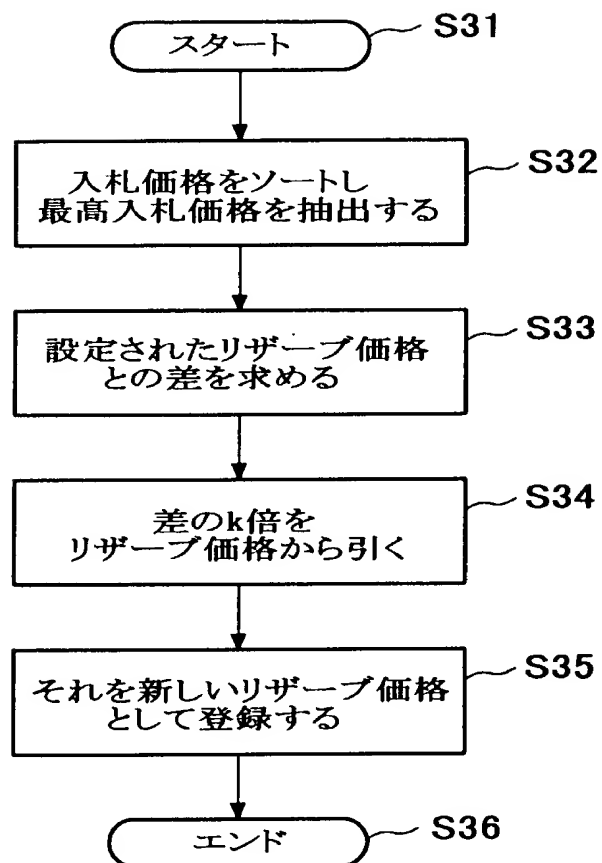 スタート
S31
入札価格をソートし
最高入札価格を抽出する
S32
設定されたリザーブ価格
との差を求める
S33
差のk倍を
リザーブ価格から引く
S34
それを新しいリザーブ価格
として登録する
S35
エンド
S36